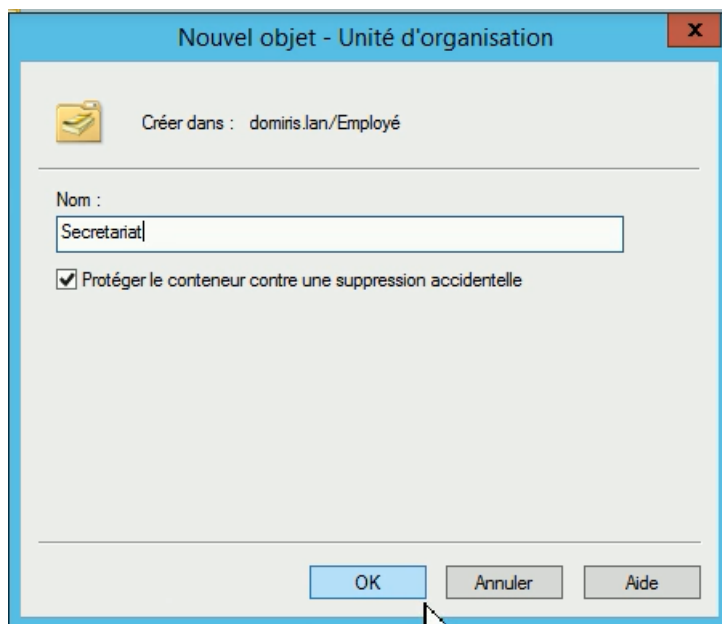 Nouvel objet - Unité d'organisation
x
Créer dans : domiris.lan/Employé
Nom :
Secretariat
Protéger le conteneur contre une suppression accidentelle
OK Annuler Aide